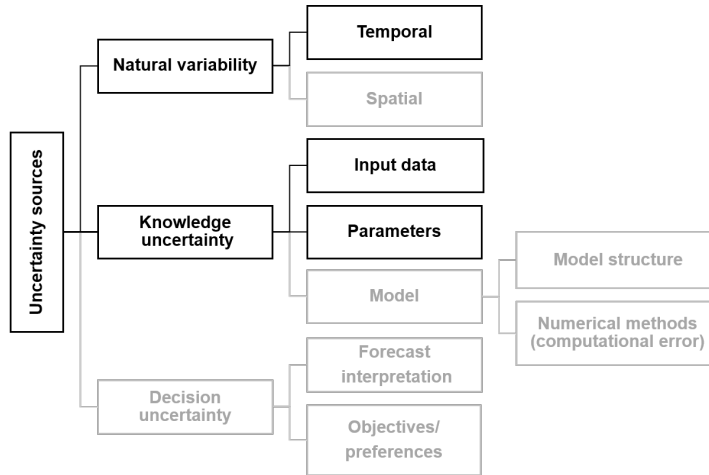 Uncertainty sources
Natural variability
Temporal
Spatial
Knowledge
uncertainty
Input data
Parameters
Model
Model structure
Numerical methods
(computational error)
Decision
uncertainty
Forecast
interpretation
Objectives/
preferences